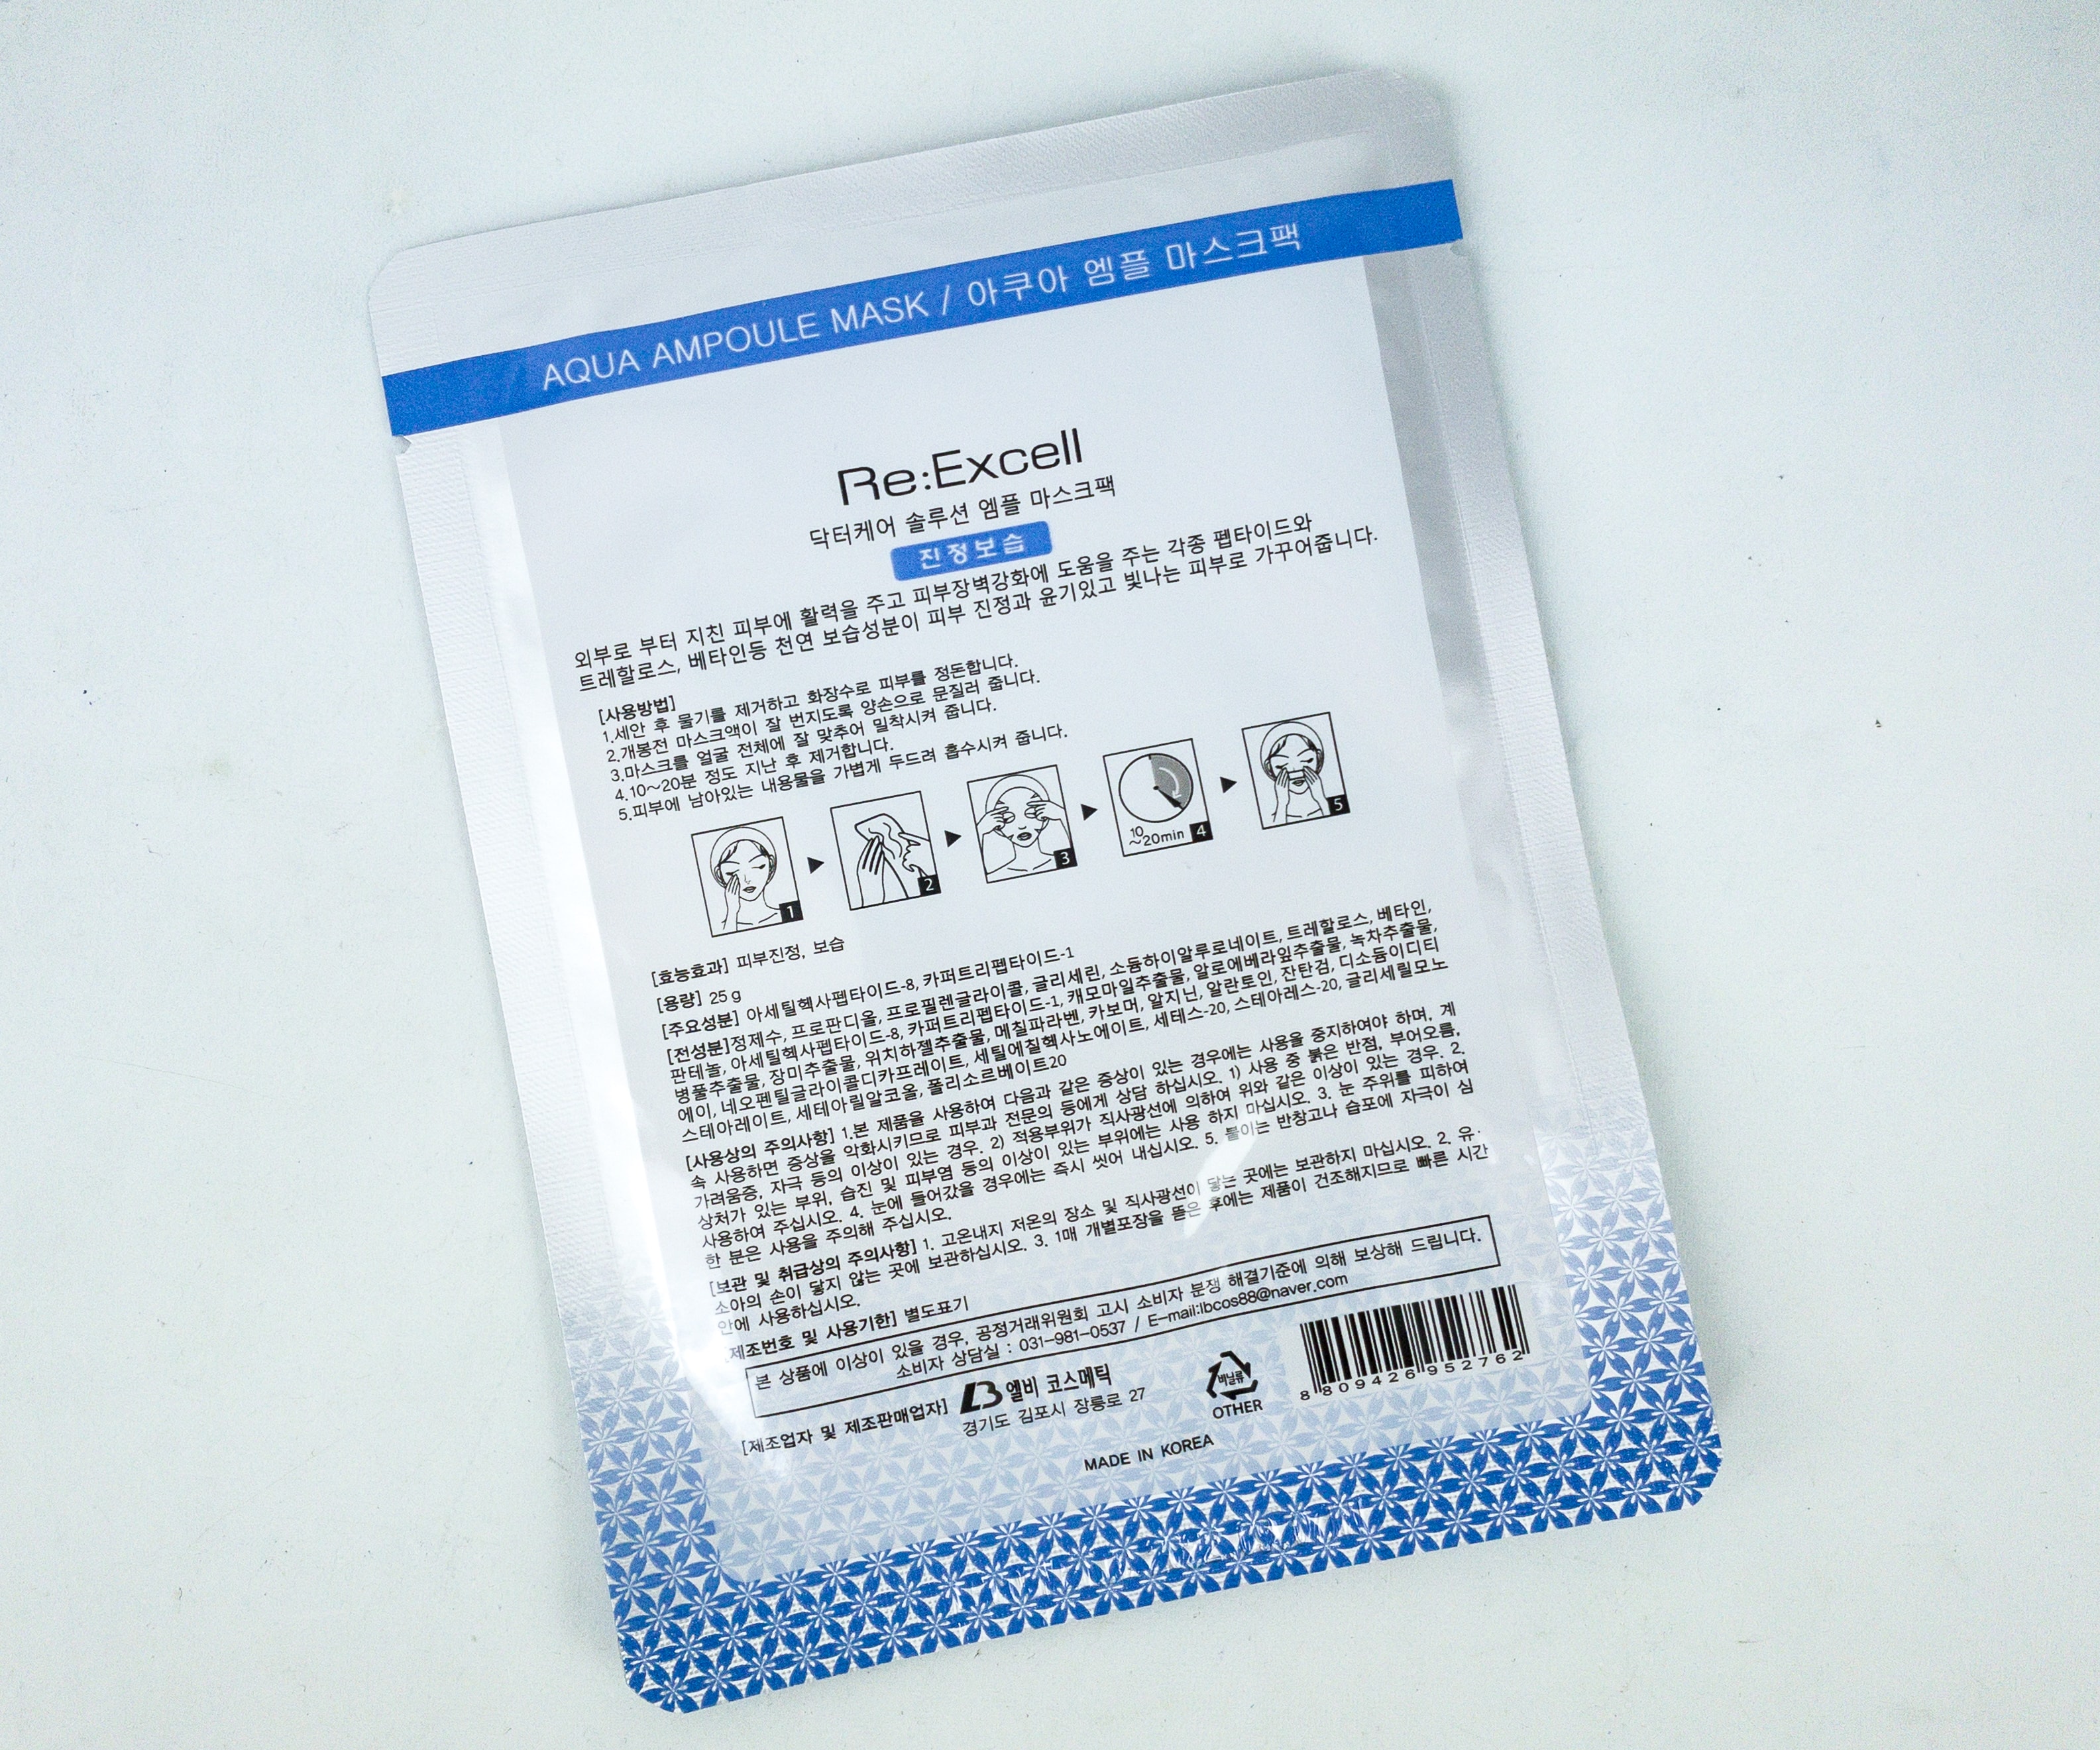 AQUA AMPOULE MASK / 아쿠아 엠플 마스크팩
Re:Excell
닥터케어 솔루션 엠플 마스크팩
진정보습
외부로 부터 지친 피부에 활력을 주고 피부장벽강화에 도움을 주는 각종 펩타이드와
트레할로스, 베타인등 천연 보습성분이 피부 진정과 윤기있고 빛나는 피부로 가꾸어줍니다.
[사용방법]
1.세안 후 물기를 제거하고 화장수로 피부를 정돈합니다.
2.개봉전 마스크액이 잘 번지도록 양손으로 문질러 줍니다.
3.마스크를 얼굴 전체에 잘 맞추어 밀착시켜 줍니다.
4.10~20분 정도 지난 후 제거합니다.
5.피부에 남아있는 내용물을 가볍게 두드려 흡수시켜 줍니다.
1
2
3
10
~20min 4
5
[효능효과] 피부진정, 보습
[용량] 25 g
[주요성분] 아세틸헥사펩타이드-8, 카퍼트리펩타이드-1
[전성분]정제수, 프로판디올, 프로필렌글라이콜, 글리세린, 소듐하이알루로네이트, 트레할로스, 베타인,
판테놀, 아세틸헥사펩타이드-8, 카퍼트리펩타이드-1, 캐모마일추출물, 알로에베라잎추출물, 녹차추출물,
병풀추출물, 장미추출물, 위치하젤추출물, 메칠파라벤, 카보머, 알지닌, 알란토인, 잔탄검, 디소듐이디티
에이, 네오펜틸글라이콜디카프레이트, 세틸에칠헥사노에이트, 세테스-20, 스테아레스-20, 글리세릴모노
스테아레이트, 세테아릴알코올, 폴리소르베이트20
[사용상의 주의사항] 1.본 제품을 사용하여 다음과 같은 증상이 있는 경우에는 사용을 중지하여야 하며, 계
속 사용하면 증상을 악화시키므로 피부과 전문의 등에게 상담 하십시오. 1) 사용 중 붉은 반점, 부어오름,
가려움증, 자극 등의 이상이 있는 경우. 2) 적용부위가 직사광선에 의하여 위와 같은 이상이 있는 경우. 2.
상처가 있는 부위, 습진 및 피부염 등의 이상이 있는 부위에는 사용 하지 마십시오. 3. 눈 주위를 피하여
사용하여 주십시오. 4. 눈에 들어갔을 경우에는 즉시 씻어 내십시오. 5. 붙이는 반창고나 습포에 자극이 심
한 분은 사용을 주의해 주십시오.
[보관 및 취급상의 주의사항] 1. 고온내지 저온의 장소 및 직사광선이 닿는 곳에는 보관하지 마십시오. 2. 유·
소아의 손이 닿지 않는 곳에 보관하십시오. 3. 1매 개별포장을 뜯은 후에는 제품이 건조해지므로 빠른 시간
안에 사용하십시오.
[제조번호 및 사용기한] 별도표기
본 상품에 이상이 있을 경우, 공정거래위원회 고시 소비자 분쟁 해결기준에 의해 보상해 드립니다.
소비자 상담실 : 031-981-0537 / E-mail:lbcos88@naver.com
[제조업자 및 제조판매업자] LB 엘비 코스메틱
경기도 김포시 장릉로 27
비닐류
OTHER
8 809426 952762
MADE IN KOREA